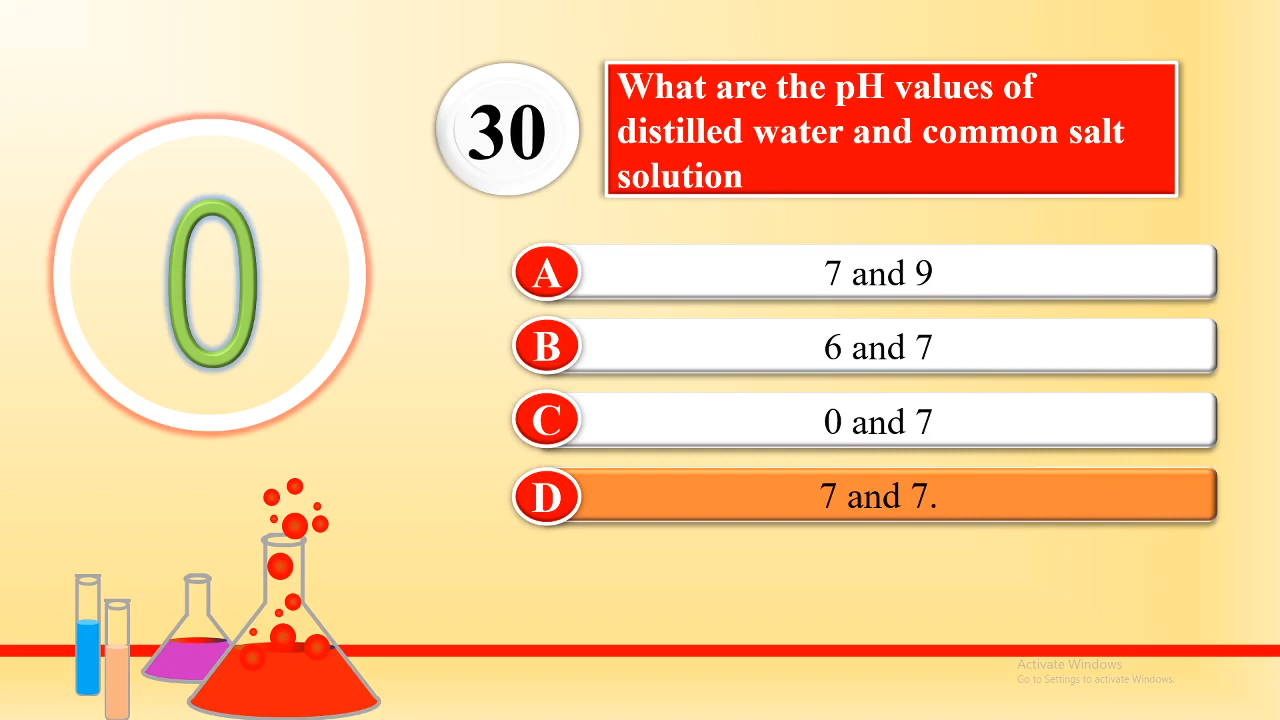 30
What are the pH values of
distilled water and common salt
solution
0
A
7 and 9
B
6 and 7
C
0 and 7
D
7 and 7.
Activate Windows
Go to Settings to activate Windows.